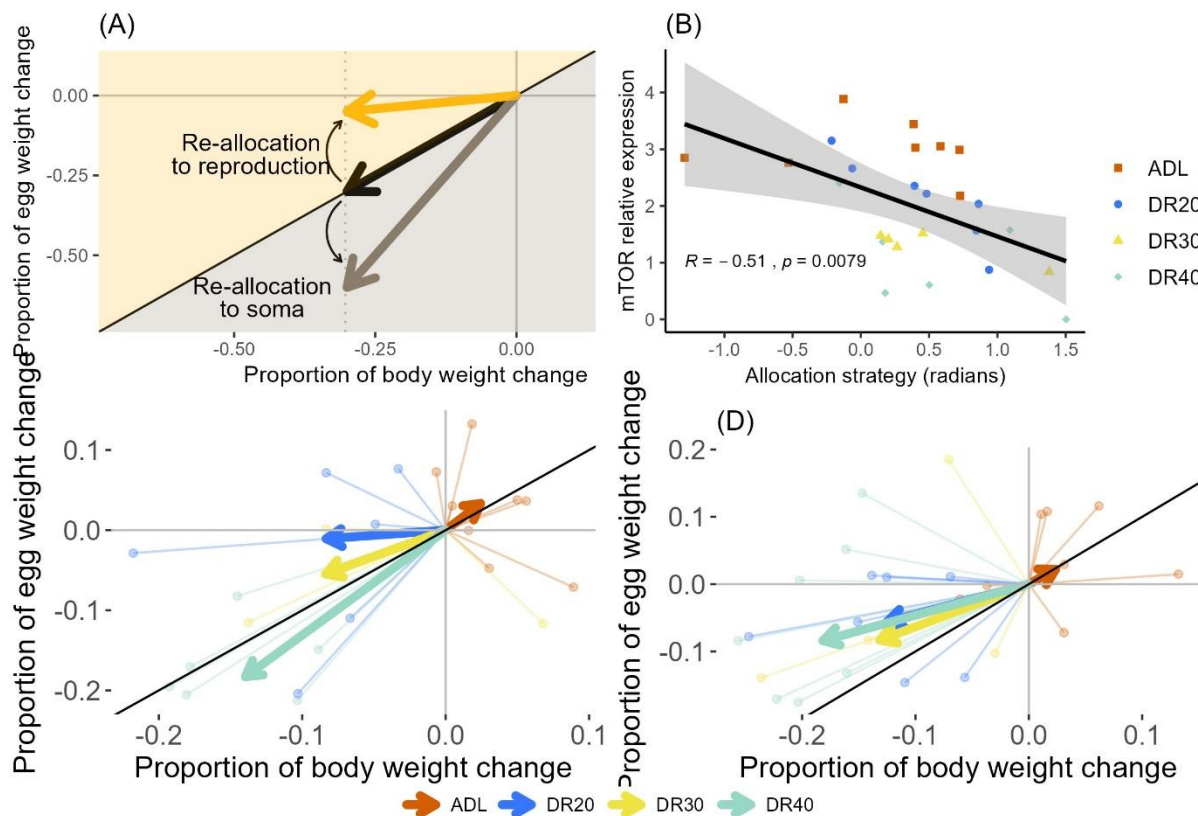 (A)
Proportion of egg weight change
0.00
-0.25
-0.50
Re-allocation
to reproduction
Re-allocation
to soma
-0.50
-0.25
0.00
Proportion of body weight change
(B)
mTOR relative expression
4
3
2
1
0
R = −0.51 , p = 0.0079
-1.0
-0.5
0.0
0.5
1.0
1.5
Allocation strategy (radians)
ADL
DR20
DR30
DR40
Proportion of egg weight change
0.1
0.0
-0.1
-0.2
-0.2
-0.1
0.0
0.1
Proportion of body weight change
(D)
Proportion of egg weight change
0.2
0.1
0.0
-0.1
-0.2
-0.1
0.0
0.1
Proportion of body weight change
ADL
DR20
DR30
DR40